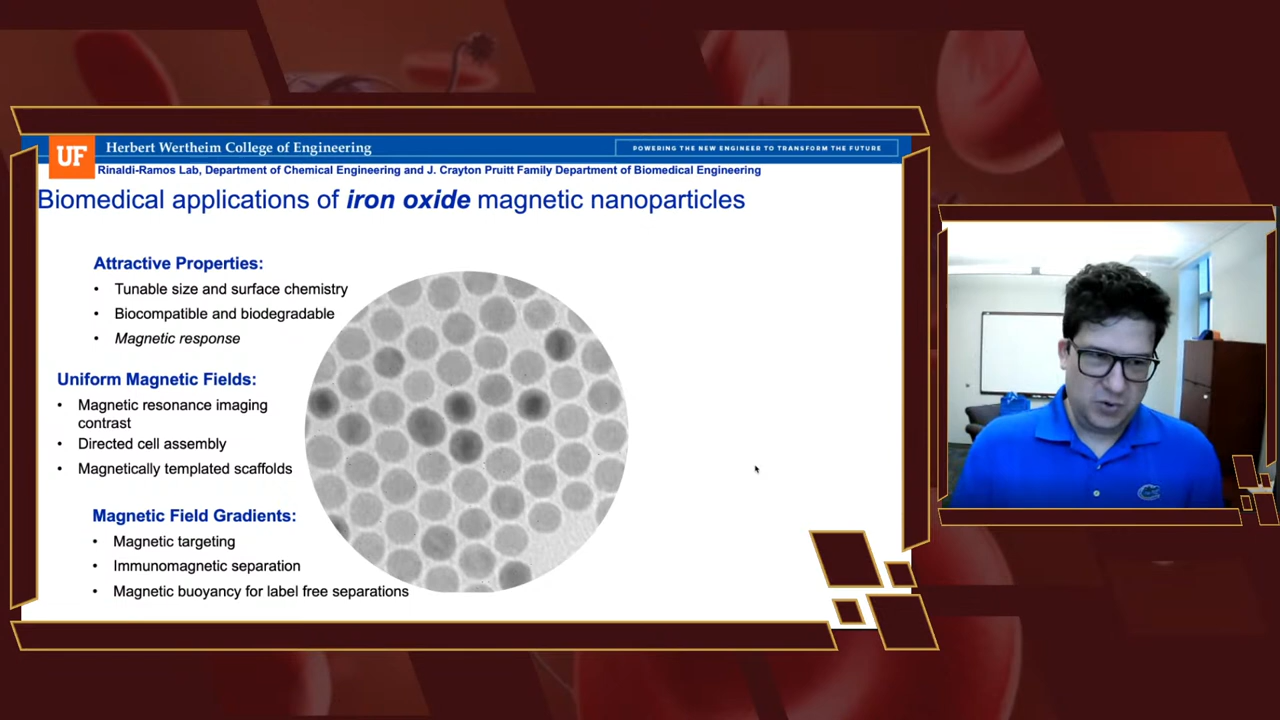 UF
Herbert Wertheim College of Engineering
POWERING THE NEW ENGINEER TO TRANSFORM THE FUTURE
Rinaldi-Ramos Lab, Department of Chemical Engineering and J. Crayton Pruitt Family Department of Biomedical Engineering
Biomedical applications of iron oxide magnetic nanoparticles
Attractive Properties:
• Tunable size and surface chemistry
• Biocompatible and biodegradable
• Magnetic response
Uniform Magnetic Fields:
• Magnetic resonance imaging
contrast
• Directed cell assembly
• Magnetically templated scaffolds
Magnetic Field Gradients:
• Magnetic targeting
• Immunomagnetic separation
• Magnetic buoyancy for label free separations